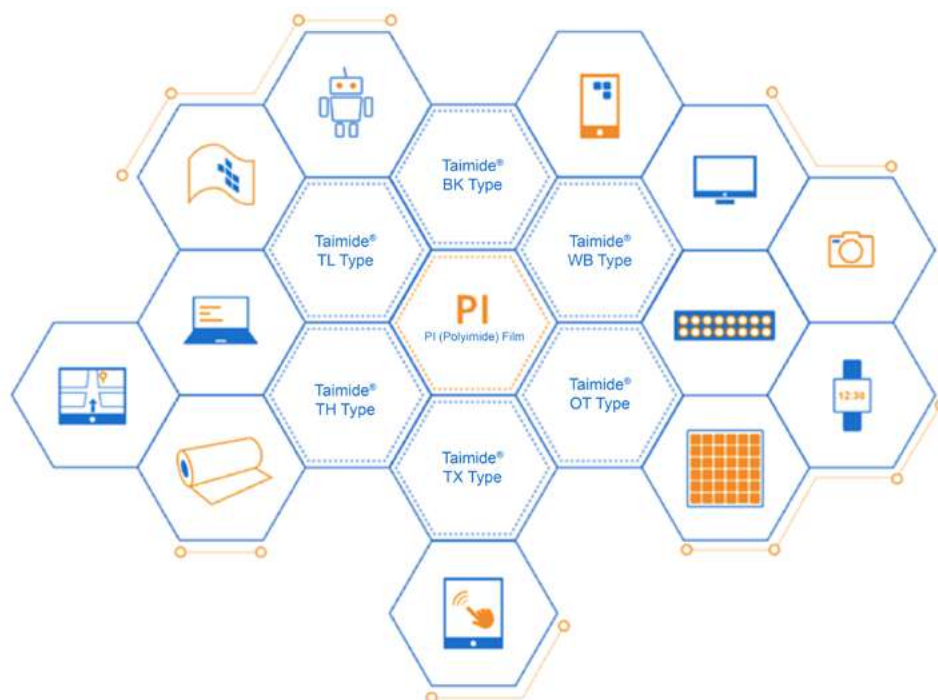 Taimide®
BK Type
Taimide®
TL Type
Taimide®
WB Type
PI
PI (Polyimide) Film
Taimide®
TH Type
Taimide®
OT Type
12:30
Taimide®
TX Type